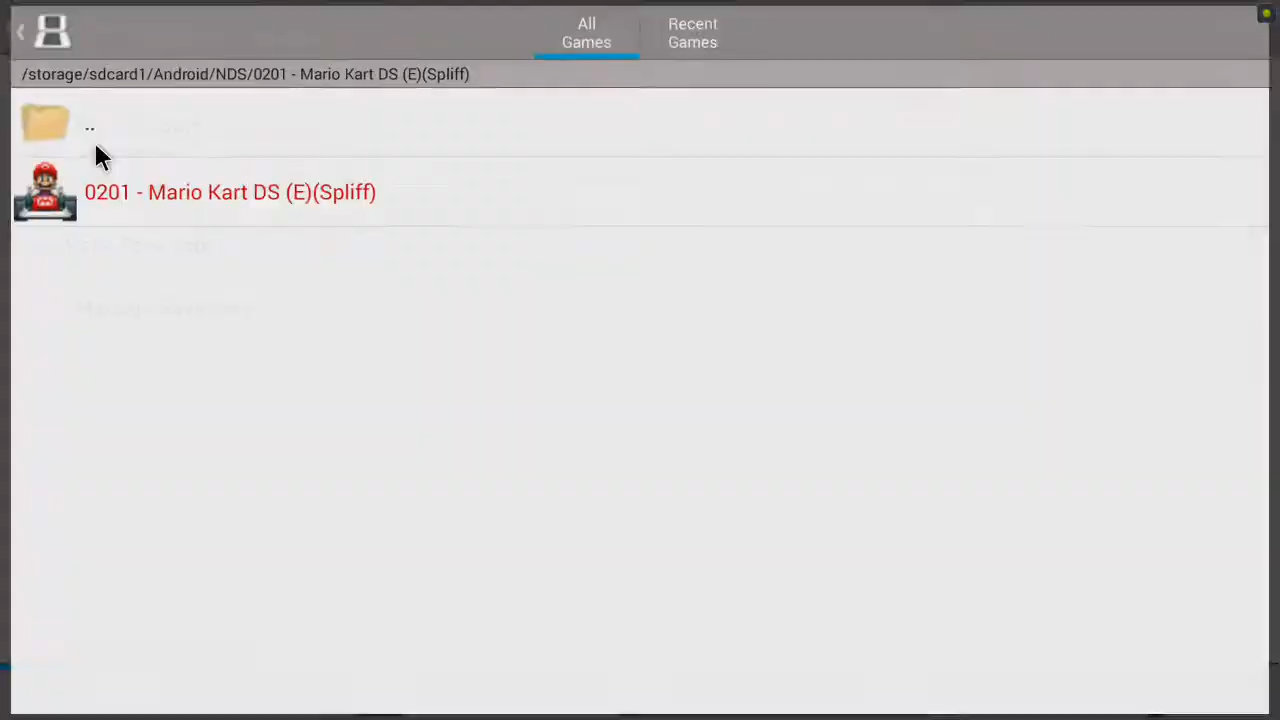 All
Games
Recent
Games
/storage/sdcard1/Android/NDS/0201 - Mario Kart DS (E)(Spliff)
..
0201 - Mario Kart DS (E)(Spliff)